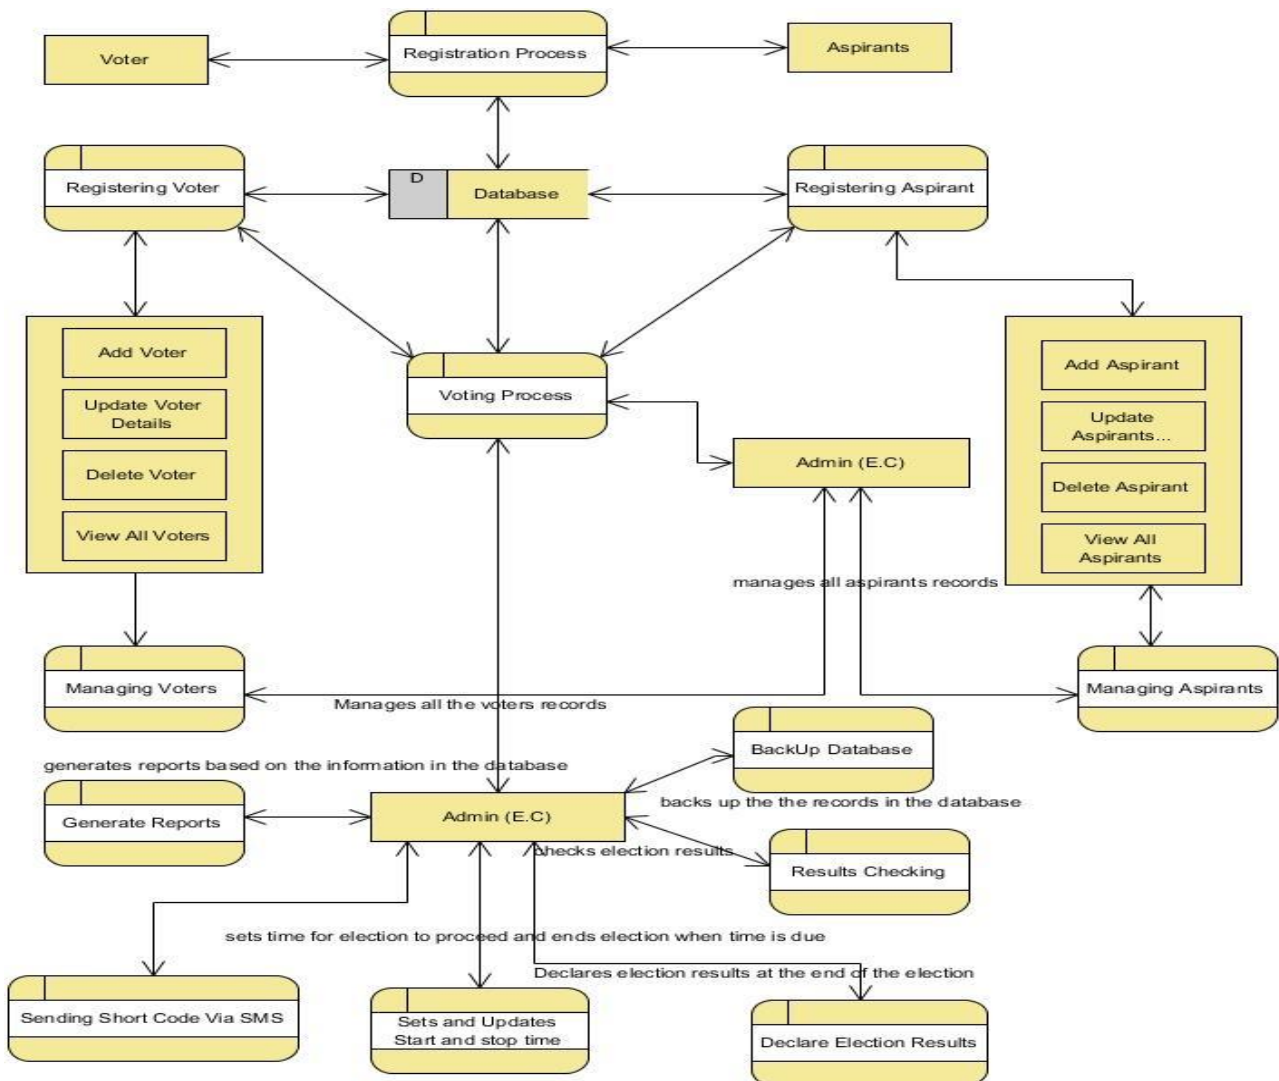 Voter
Registration Process
Aspirants
Registering Voter
D
Database
Registering Aspirant
Add Voter
Update Voter
Details
Delete Voter
View All Voters
Voting Process
Admin (E.C)
Add Aspirant
Update
Aspirants...
Delete Aspirant
View All
Aspirants
manages all aspirants records
Managing Voters
Manages all the voters records
Managing Aspirants
BackUp Database
generates reports based on the information in the database
backs up the the records in the database
Generate Reports
Admin (E.C)
checks election results
Results Checking
sets time for election to proceed and ends election when time is due
Declares election results at the end of the election
Sending Short Code Via SMS
Sets and Updates
Start and stop time
Declare Election Results